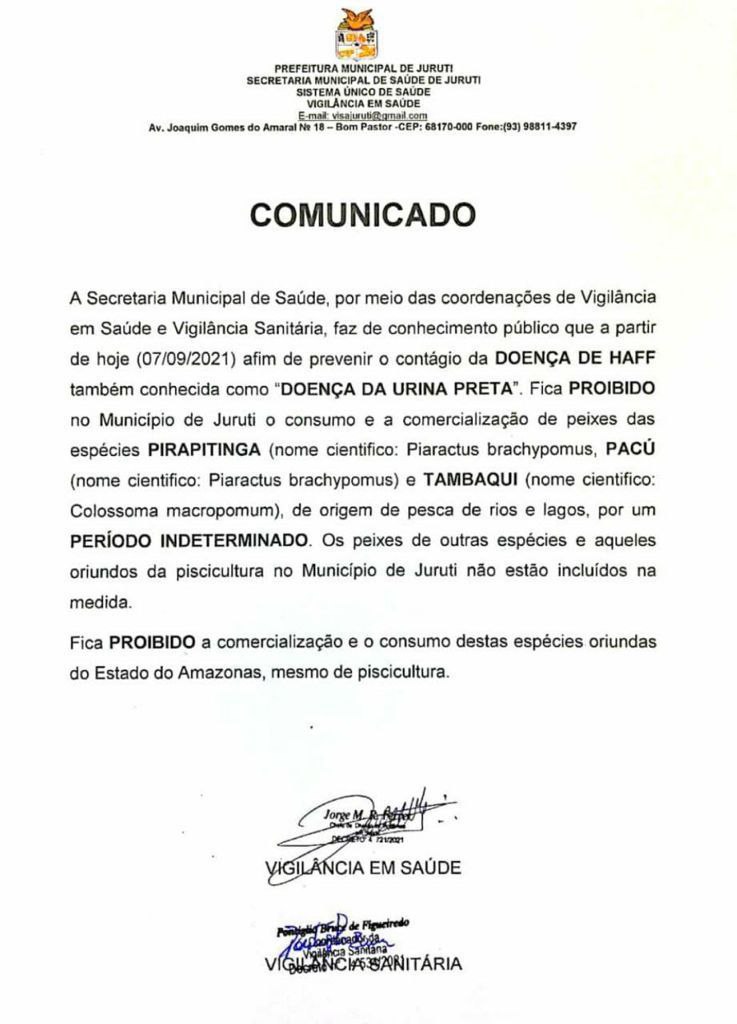 PREFEITURA MUNICIPAL DE JURUTI
SECRETARIA MUNICIPAL DE SAÚDE DE JURUTI
SISTEMA ÚNICO DE SAÚDE
VIGILÂNCIA EM SAÚDE
E-mail: visajuruti@gmail.com
Av. Joaquim Gomes do Amaral № 18 – Bom Pastor -CEP: 68170-000 Fone:(93) 98811-4397
COMUNICADO
A Secretaria Municipal de Saúde, por meio das coordenações de Vigilância
em Saúde e Vigilância Sanitária, faz de conhecimento público que a partir
de hoje (07/09/2021) afim de prevenir o contágio da DOENÇA DE HAFF
também conhecida como “DOENÇA DA URINA PRETA”. Fica PROIBIDO
no Município de Juruti o consumo e a comercialização de peixes das
espécies PIRAPITINGA (nome cientifico: Piaractus brachypomus, PACÚ
(nome cientifico: Piaractus brachypomus) e TAMBAQUI (nome cientifico:
Colossoma macropomum), de origem de pesca de rios e lagos, por um
PERÍODO INDETERMINADO. Os peixes de outras espécies e aqueles
oriundos da piscicultura no Município de Juruti não estão incluídos na
medida.
Fica PROIBIDO a comercialização e o consumo destas espécies oriundas
do Estado do Amazonas, mesmo de piscicultura.
Jorge M. R.
VIGILÂNCIA EM SAÚDE
de Figueiredo
Coordenador da
Vigilância Sanitária
VIGILÂNCIA SANITÁRIA